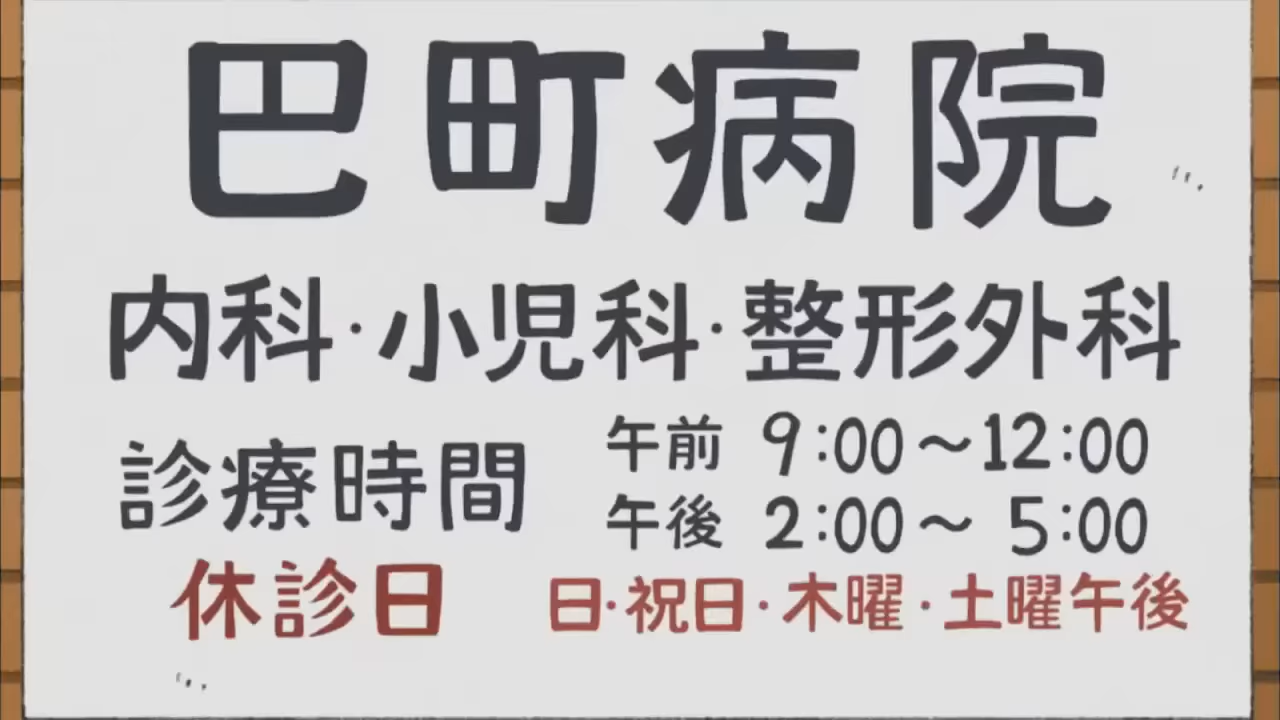 巴町病院
内科・小児科・整形外科
診療時間 午前 9:00〜12:00
午後 2:00〜5:00
休診日 日・祝日・木曜・土曜午後